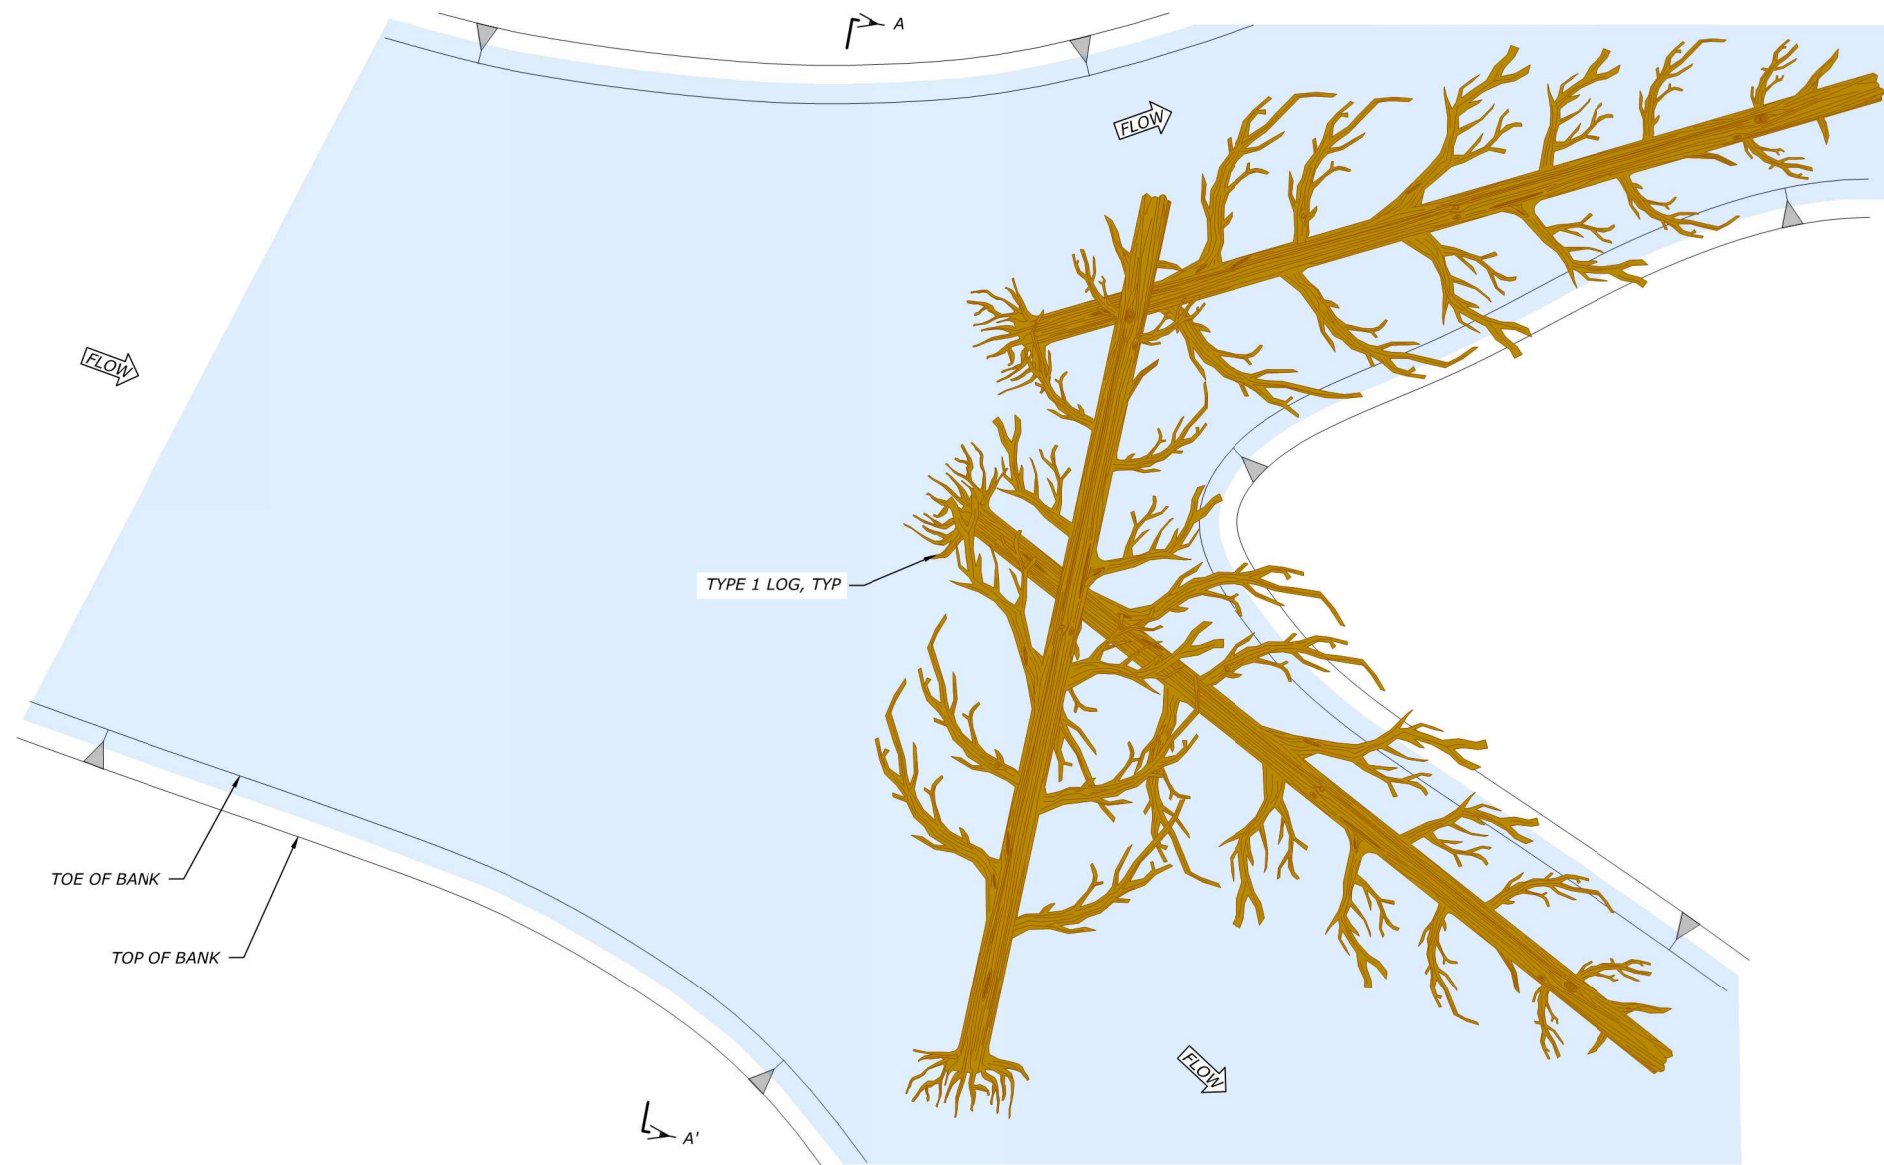 A
FLOW
FLOW
TYPE 1 LOG, TYP
TOE OF BANK
TOP OF BANK
FLOW
A'